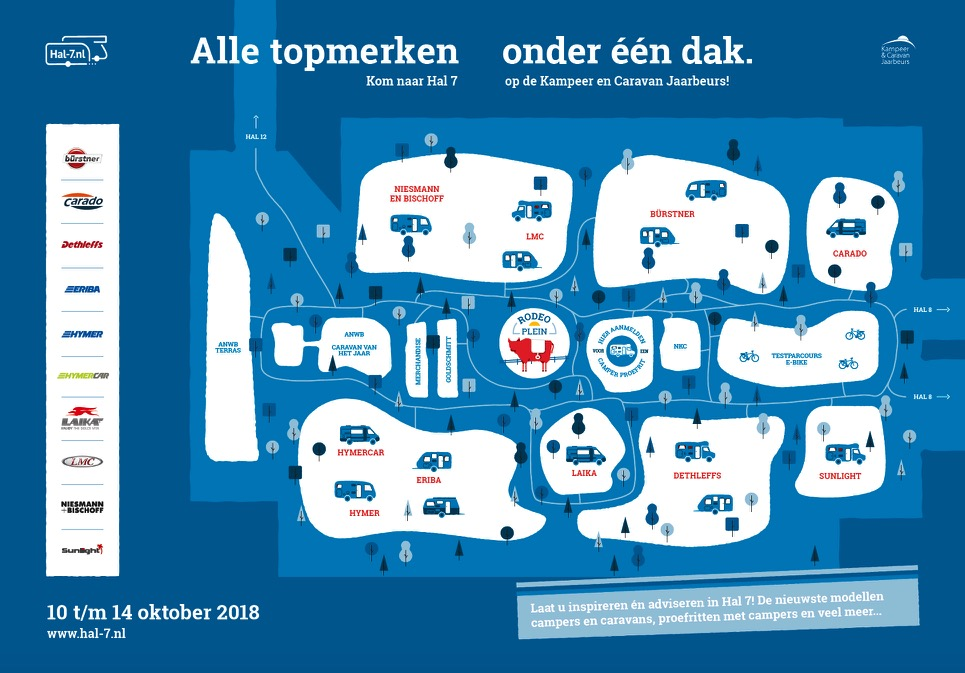 Hal-7.nl
Alle topmerken onder één dak.
Kom naar Hal 7 op de Kampeer en Caravan Jaarbeurs!
Kampeer
& Caravan
Jaarbeurs
HAL 12
bürstner
carado
Dethleffs
ERIBA
HYMER
HYMERCAR
LAIKA
ENJOY THE DOLCE VITA
LMC
NIESMANN
+BISCHOFF
Sunlight
NIESMANN
EN BISCHOFF
LMC
BÜRSTNER
CARADO
HAL 8
ANWB
TERRAS
ANWB
CARAVAN VAN
HET JAAR
MERCHANDISE
GOLDSCHMITT
RODEO
PLEIN
HIER AANMELDEN
VOOR EEN
CAMPER PROEFRIT
NKC
TESTPARCOURS
E-BIKE
HAL 8
HYMERCAR
ERIBA
HYMER
LAIKA
DETHLEFFS
SUNLIGHT
10 t/m 14 oktober 2018
www.hal-7.nl
Laat u inspireren én adviseren in Hal 7! De nieuwste modellen
campers en caravans, proefritten met campers en veel meer...